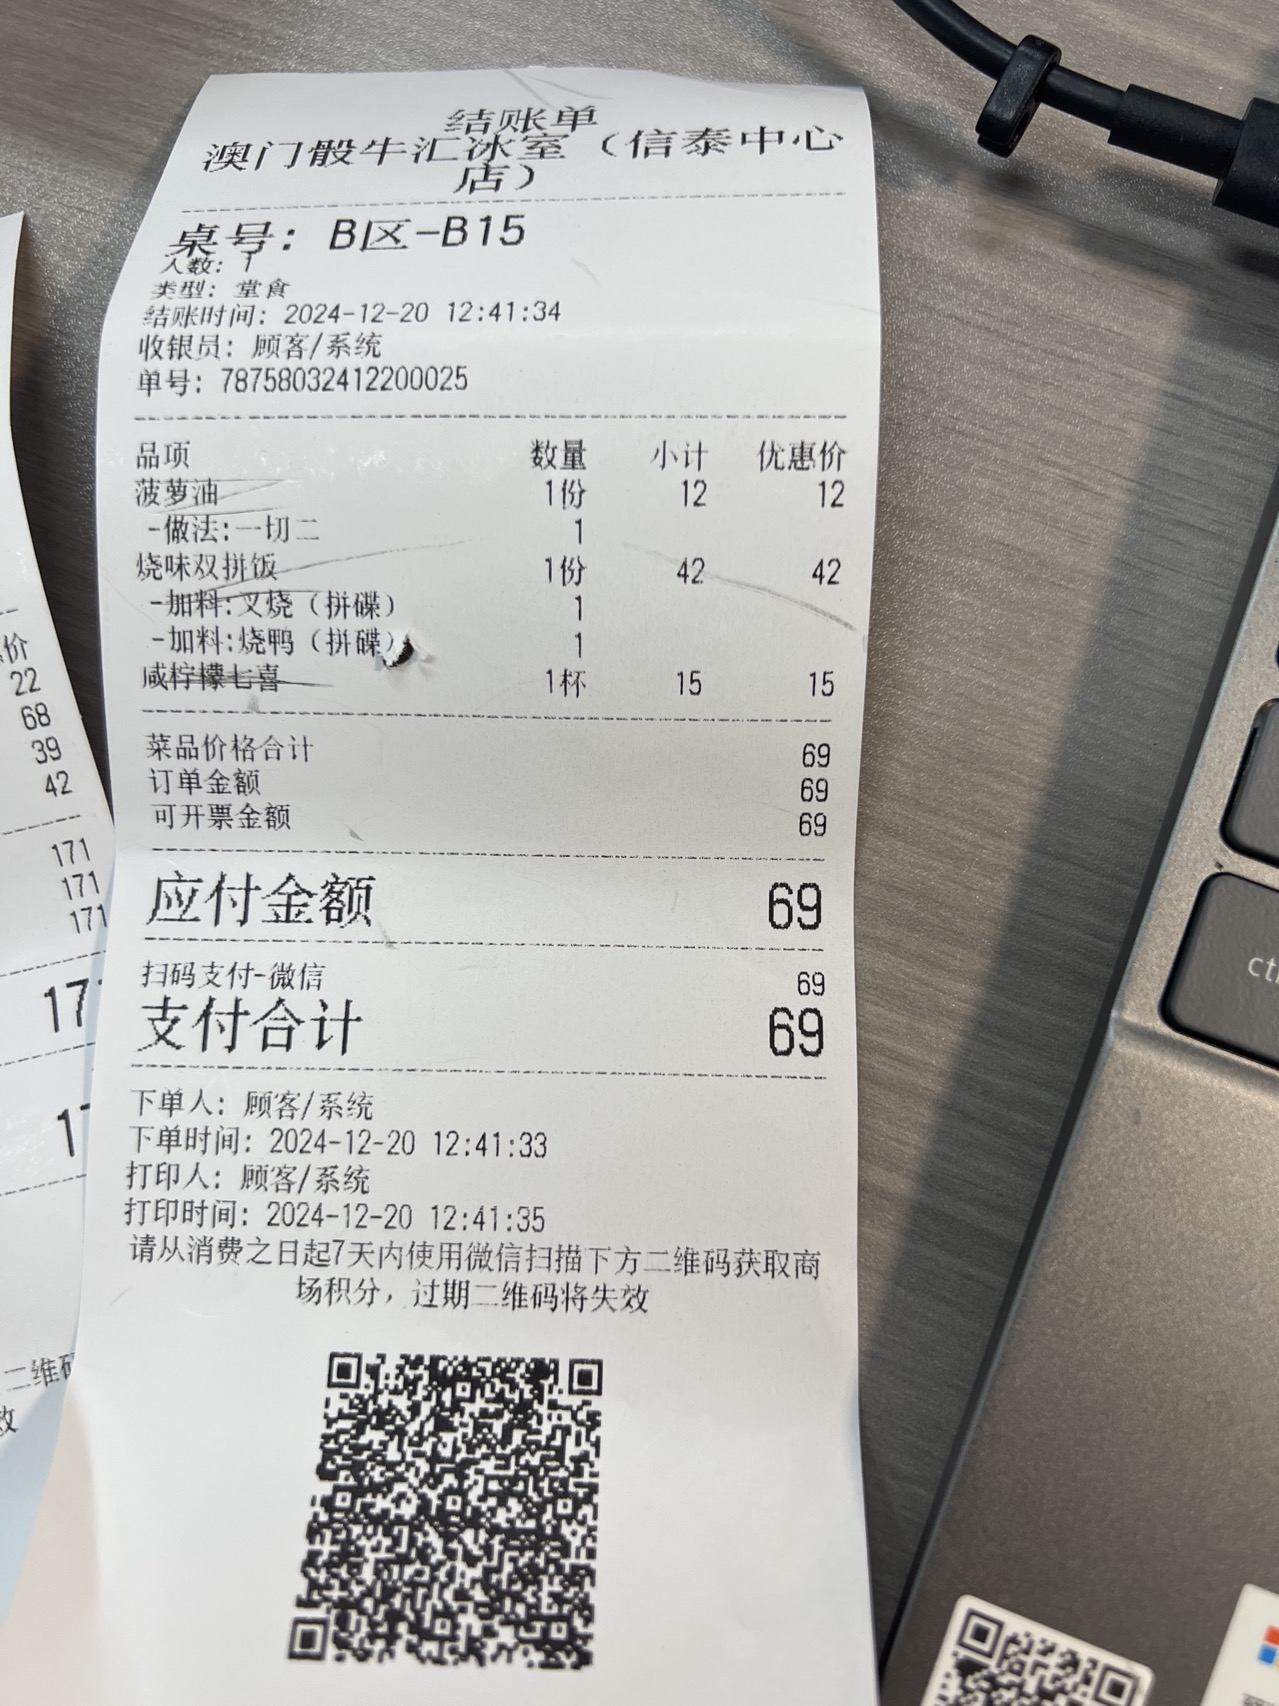 结账单
澳门骰牛汇冰室（信泰中心
店）
桌号: B区-B15
人数: 1
类型: 堂食
结账时间: 2024-12-20 12:41:34
收银员: 顾客/系统
单号: 78758032412200025
品项 数量 小计 优惠价
菠萝油 1份 12 12
-做法:一切二 1
烧味双拼饭 1份 42 42
-加料:叉烧（拼碟） 1
-加料:烧鸭（拼碟） 1
咸柠檬七喜 1杯 15 15
菜品价格合计 69
订单金额 69
可开票金额 69
应付金额 69
扫码支付-微信 69
支付合计 69
下单人: 顾客/系统
下单时间: 2024-12-20 12:41:33
打印人: 顾客/系统
打印时间: 2024-12-20 12:41:35
请从消费之日起7天内使用微信扫描下方二维码获取商
场积分，过期二维码将失效
价
22
68
39
42
171
171
171
17
1
二维码
效
ct